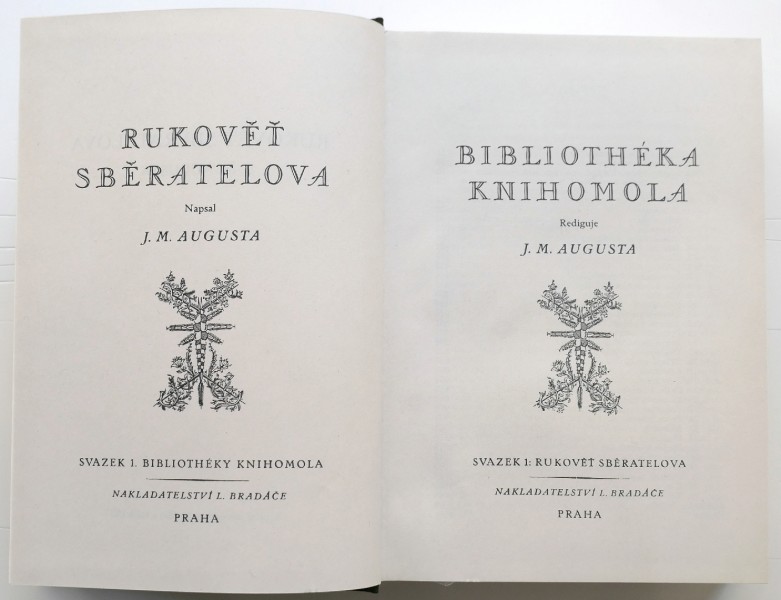 RUKOVĚŤ
SBĚRATELOVA
Napsal
J. M. AUGUSTA
SVAZEK 1. BIBLIOTHÉKY KNIHOMOLA
NAKLADATELSTVÍ L. BRADÁČE
PRAHA
BIBLIOTHÉKA
KNIHOMOLA
Rediguje
J. M. AUGUSTA
SVAZEK 1: RUKOVĚŤ SBĚRATELOVA
NAKLADATELSTVÍ L. BRADÁČE
PRAHA